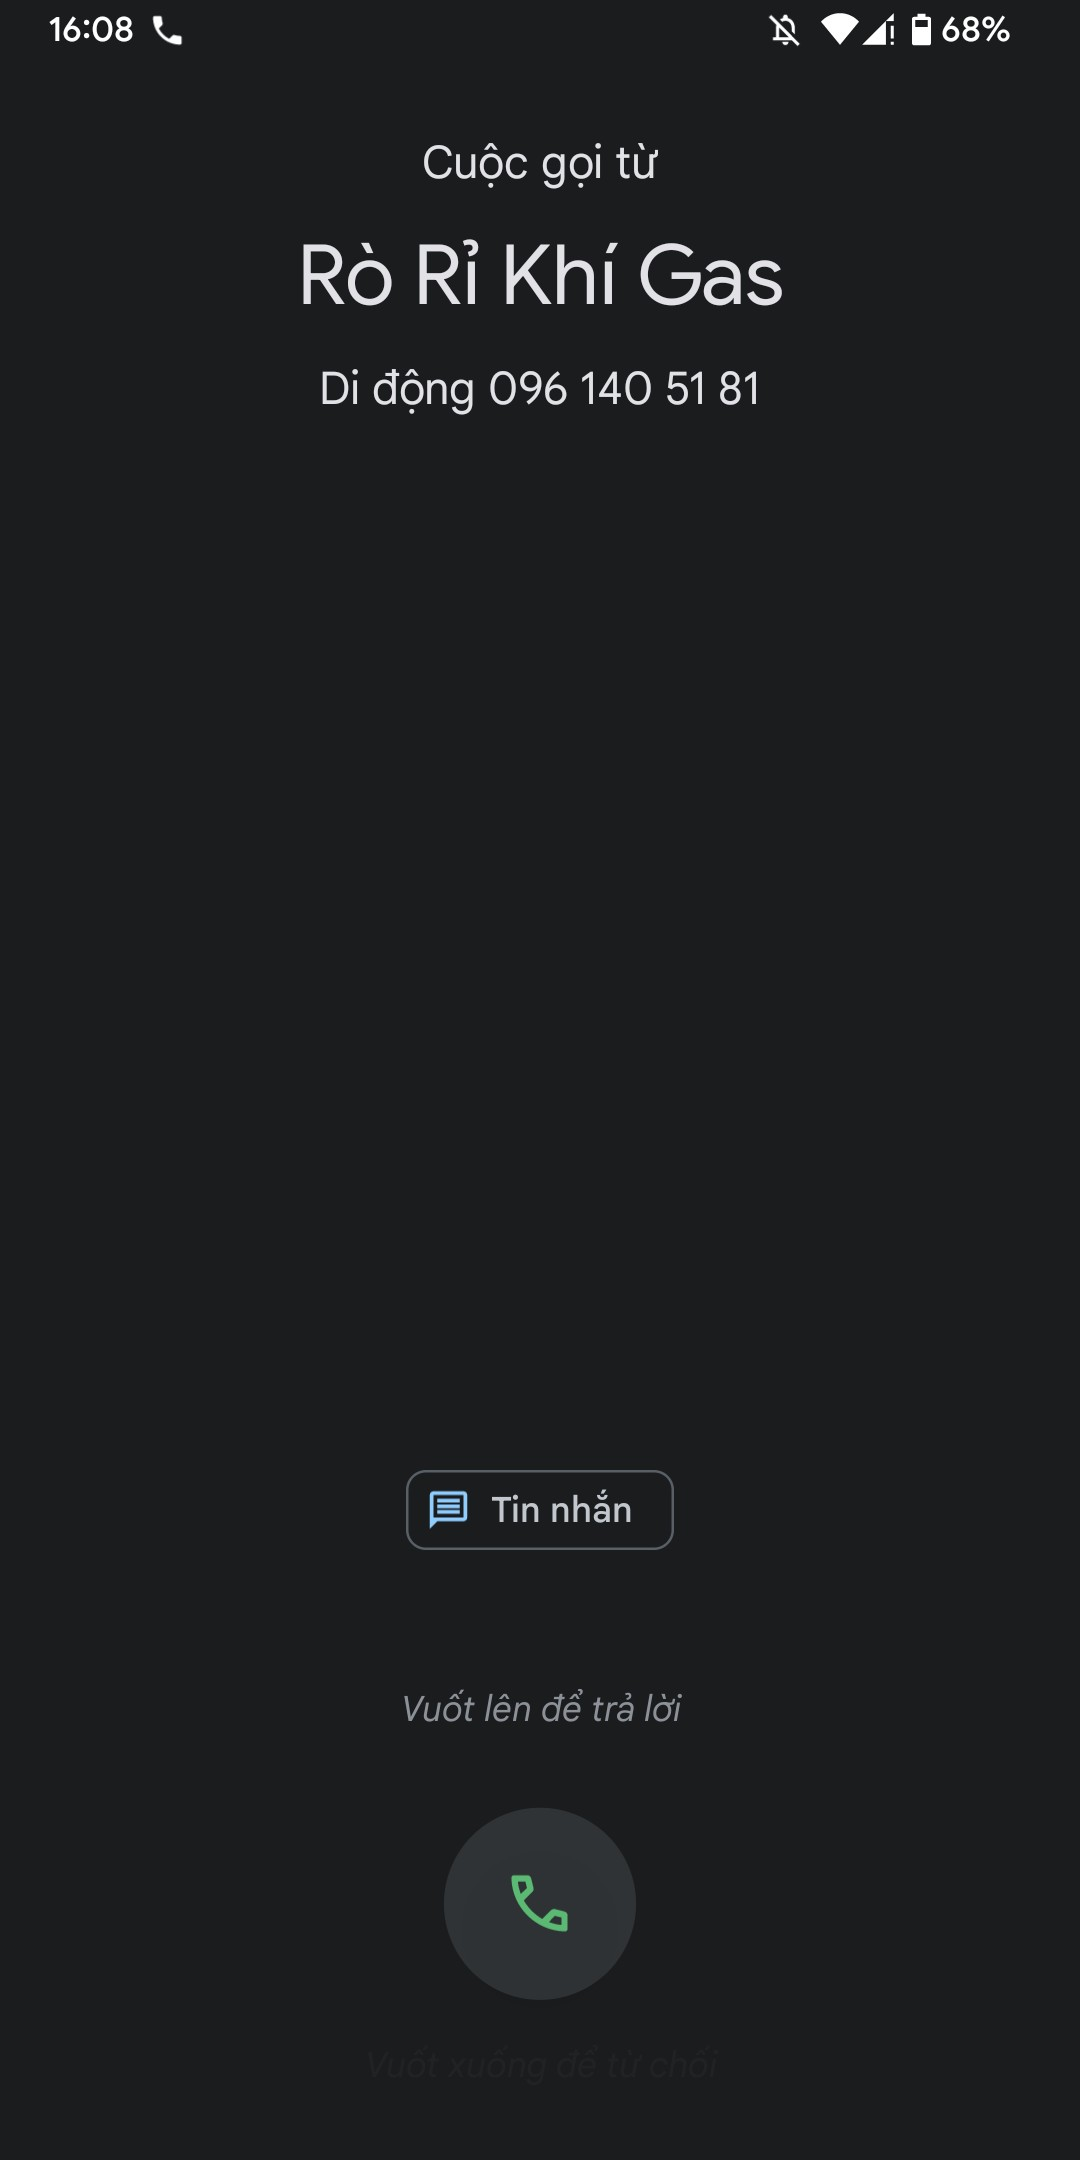 16:08
68%
Cuộc gọi từ
Rò Rỉ Khí Gas
Di động 096 140 51 81
Tin nhắn
Vuốt lên để trả lời
Vuốt xuống để từ chối